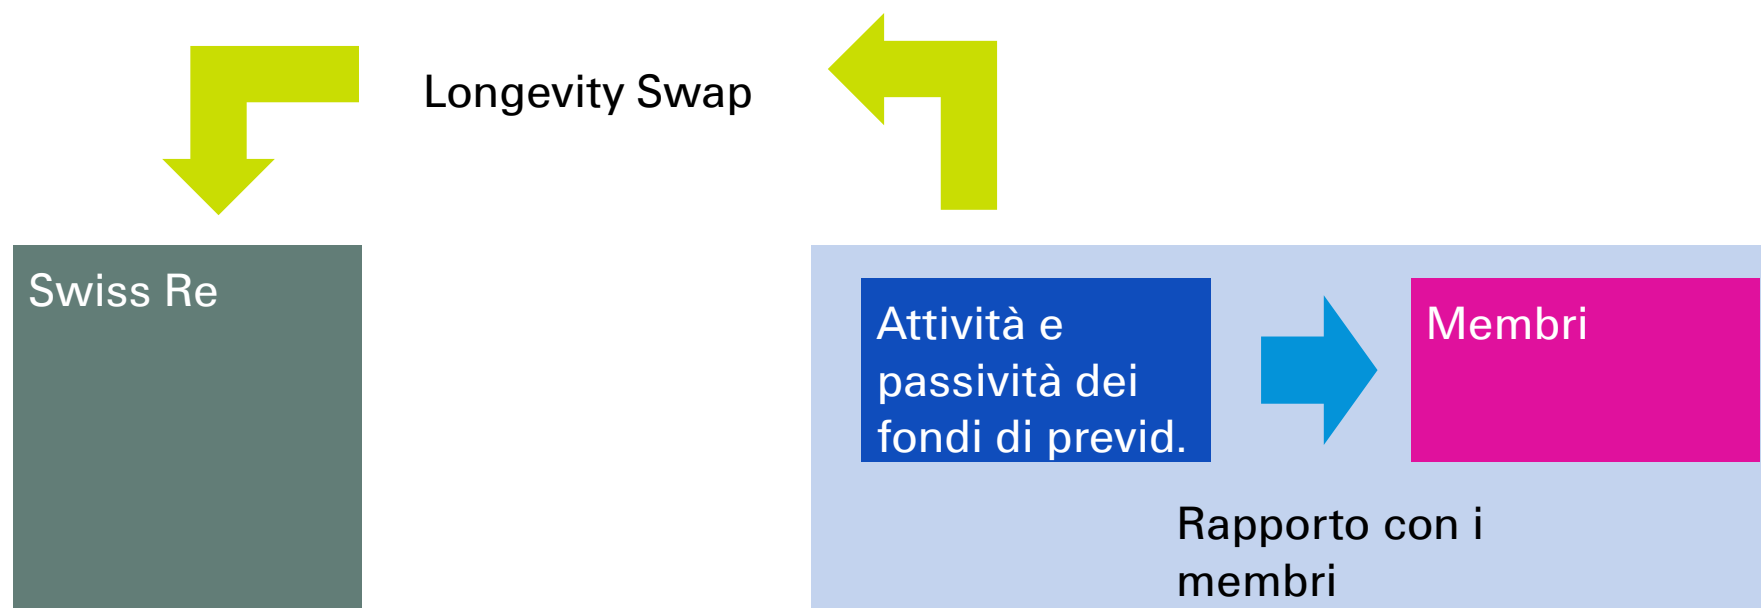 Longevity Swap
Swiss Re
Attività e
passività dei
fondi di previd.
Membri
Rapporto con i
membri